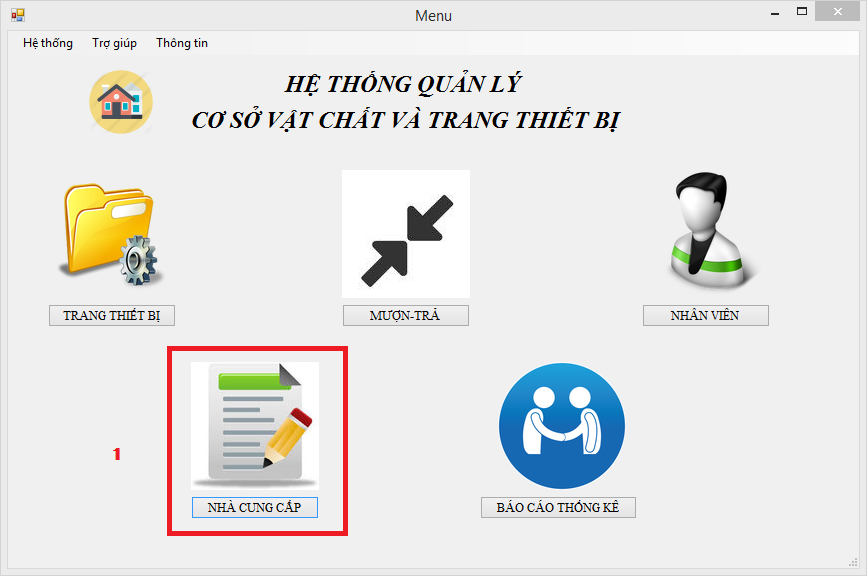 Menu
Hệ thống Trợ giúp Thông tin
HỆ THỐNG QUẢN LÝ
CƠ SỞ VẬT CHẤT VÀ TRANG THIẾT BỊ
TRANG THIẾT BỊ
MƯỢN-TRẢ
NHÂN VIÊN
1
NHÀ CUNG CẤP
BÁO CÁO THỐNG KÊ